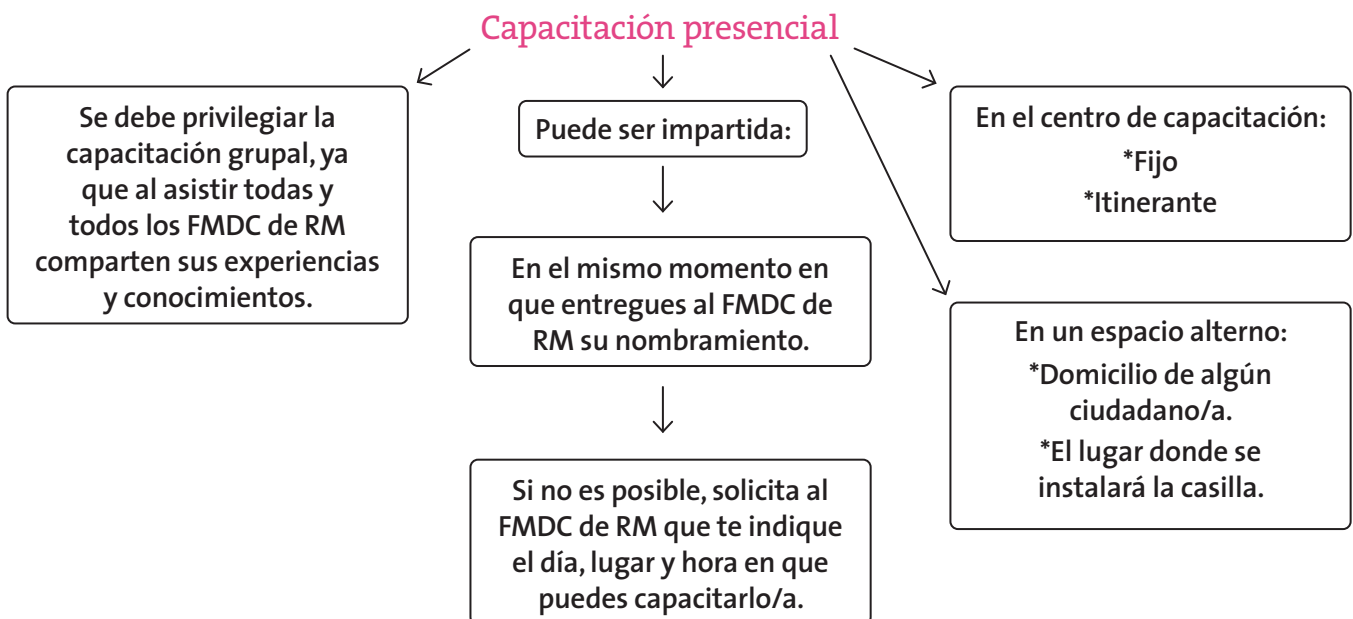 Capacitación presencial
Se debe privilegiar la
capacitación grupal, ya
que al asistir todas y
todos los FMDC de RM
comparten sus experiencias
y conocimientos.
Puede ser impartida:
En el mismo momento en
que entregues al FMDC de
RM su nombramiento.
Si no es posible, solicita al
FMDC de RM que te indique
el día, lugar y hora en que
puedes capacitarlo/a.
En el centro de capacitación:
*Fijo
*Itinerante
En un espacio alterno:
*Domicilio de algún
ciudadano/a.
*El lugar donde se
instalará la casilla.